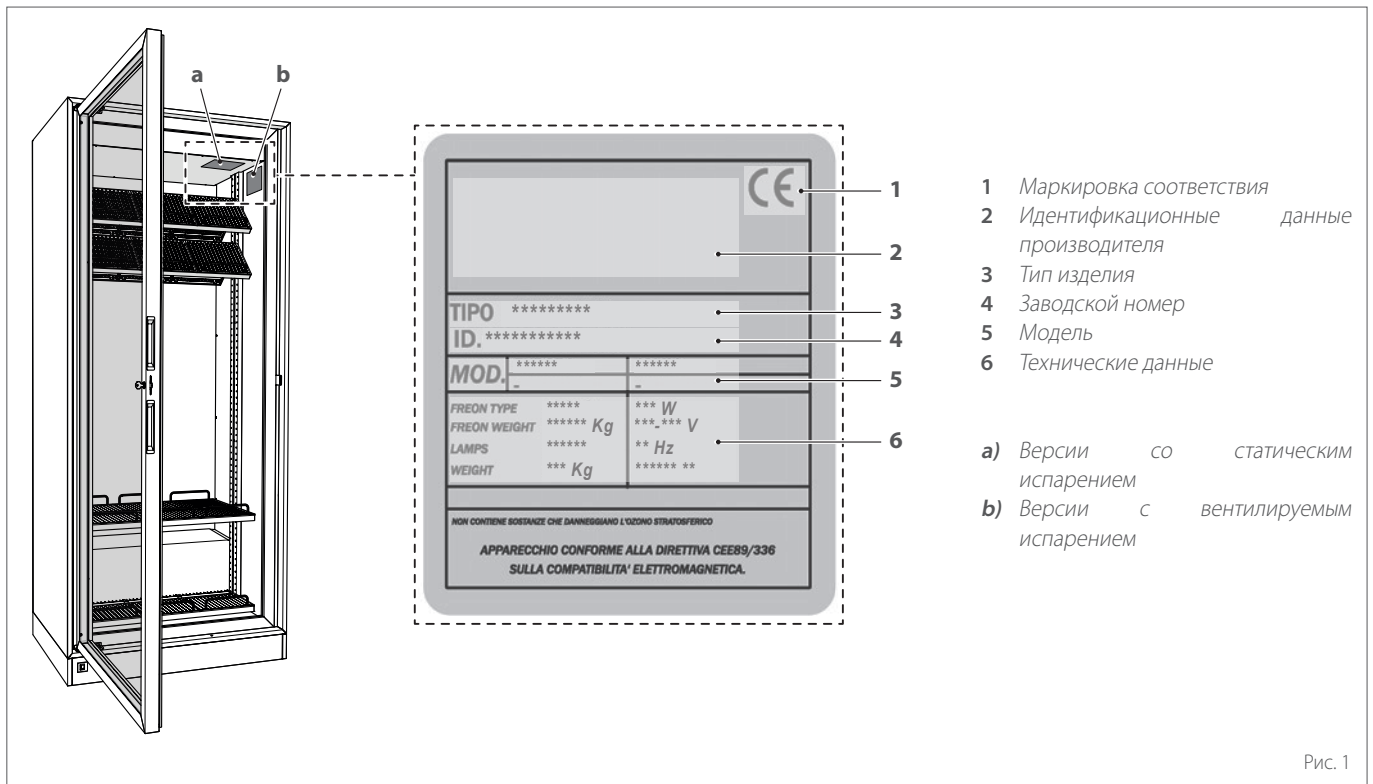 a
b
CE
1
2
TIPO *********
3
ID.***********
4
MOD. ****** ******
- -
5
FREON TYPE ***** *** W
FREON WEIGHT ****** Kg ***-*** V
LAMPS ****** ** Hz
6
WEIGHT *** Kg ****** **
NON CONTIENE SOSTANZE CHE DANNEGGIANO L'OZONO STRATOSFERICO
APPARECCHIO CONFORME ALLA DIRETTIVA CEE89/336
SULLA COMPATIBILITA' ELETTROMAGNETICA.
1 Маркировка соответствия
2 Идентификационные данные
производителя
3 Тип изделия
4 Заводской номер
5 Модель
6 Технические данные
a) Версии со статическим
испарением
b) Версии с вентилируемым
испарением
Рис. 1